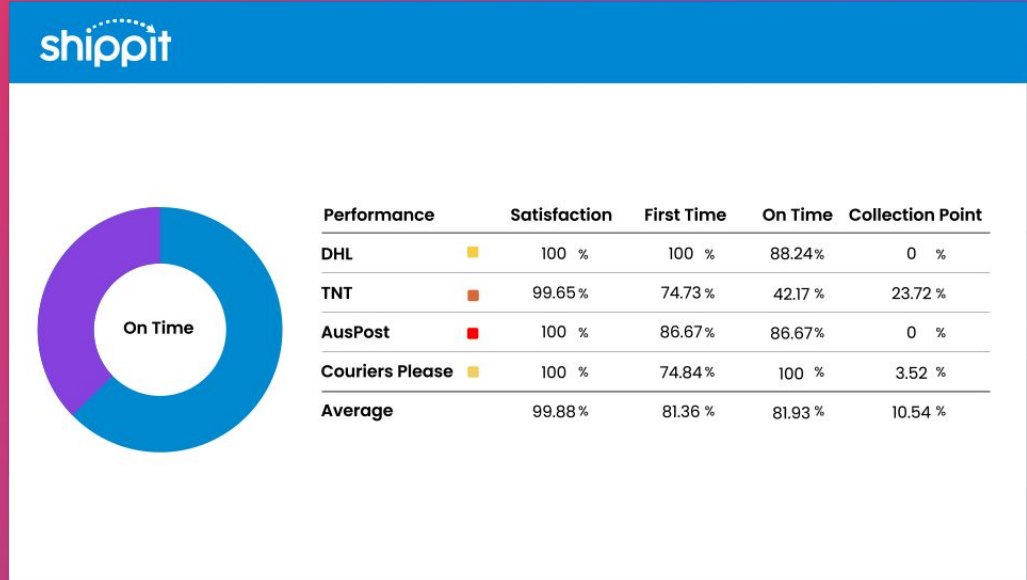 shippit
On Time
Performance Satisfaction First Time On Time Collection Point
DHL 100 % 100 % 88.24% 0 %
TNT 99.65% 74.73% 42.17 % 23.72 %
AusPost 100 % 86.67% 86.67% 0 %
Couriers Please 100 % 74.84% 100 % 3.52 %
Average 99.88% 81.36 % 81.93 % 10.54 %